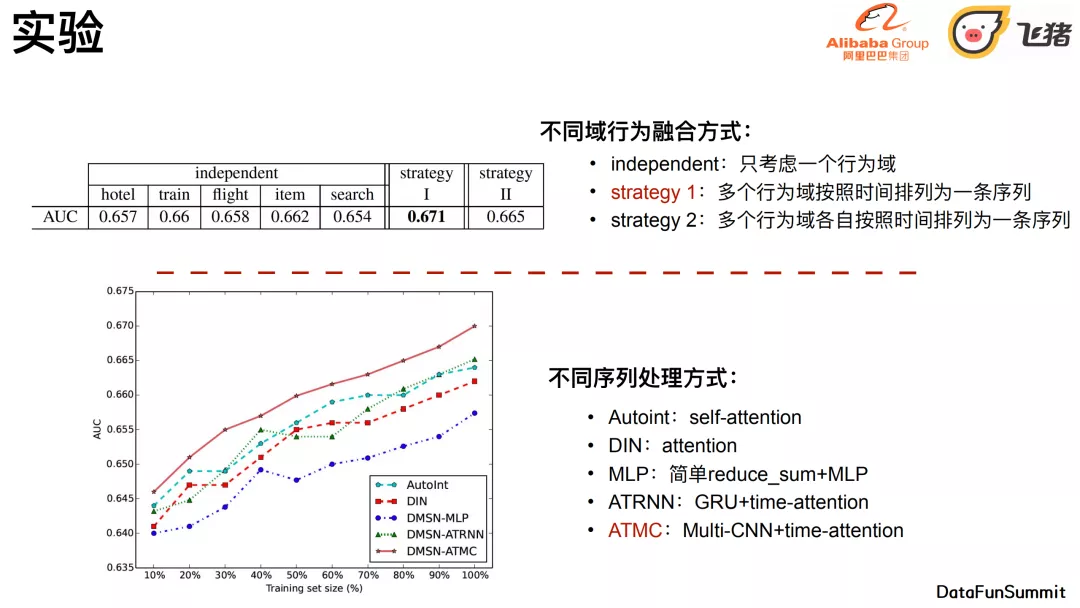 实验
Alibaba Group
阿里巴巴集团
飞猪
不同域行为融合方式：
• independent：只考虑一个行为域
• strategy 1：多个行为域按照时间排列为一条序列
• strategy 2：多个行为域各自按照时间排列为一条序列
independent strategy strategy
hotel train flight item search I II
AUC 0.657 0.66 0.658 0.662 0.654 0.671 0.665
0.675
0.670
0.665
0.660
0.655
0.650
0.645
0.640
0.635
AUC
AutoInt
DIN
DMSN-MLP
DMSN-ATRNN
DMSN-ATMC
10% 20% 30% 40% 50% 60% 70% 80% 90% 100%
Training set size (%)
不同序列处理方式：
• Autoint：self-attention
• DIN：attention
• MLP：简单reduce_sum+MLP
• ATRNN：GRU+time-attention
• ATMC：Multi-CNN+time-attention
DataFunSummit